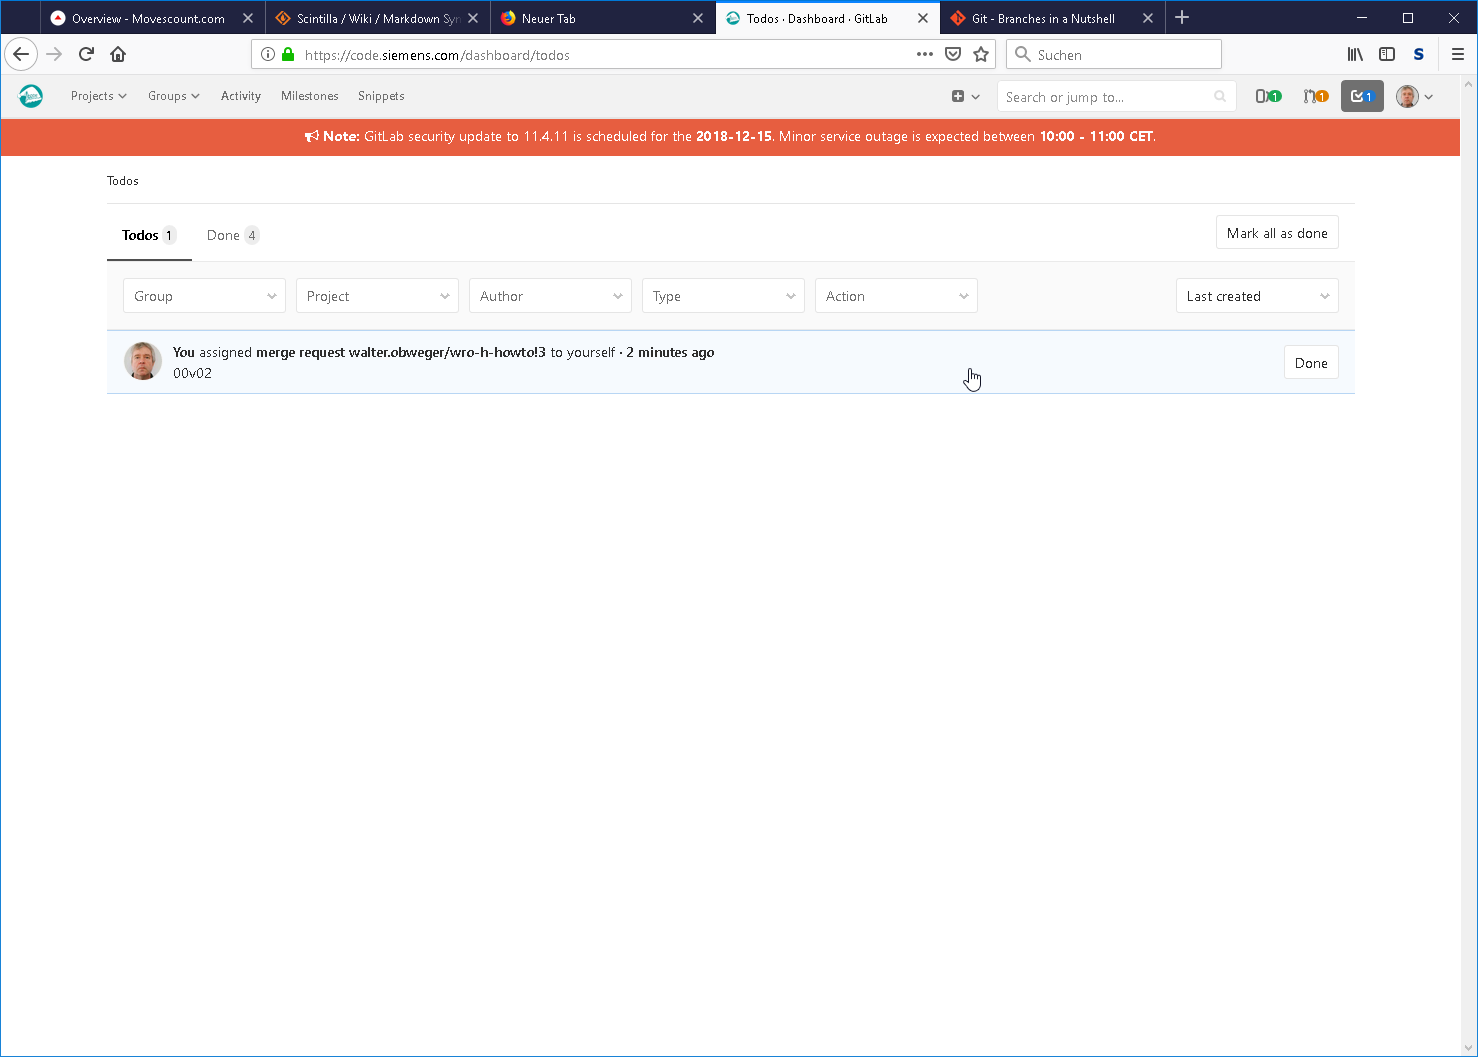 Overview - Movescount.com
Scintilla / Wiki / Markdown Syn
Neuer Tab
Todos · Dashboard · GitLab
Git - Branches in a Nutshell
https://code.siemens.com/dashboard/todos
Suchen
S
Projects
Groups
Activity
Milestones
Snippets
Search or jump to...
1
1
1
Note: GitLab security update to 11.4.11 is scheduled for the 2018-12-15. Minor service outage is expected between 10:00 - 11:00 CET.
Todos
Todos 1
Done 4
Mark all as done
Group
Project
Author
Type
Action
Last created
You assigned merge request walter.obweger/wro-h-howto!3 to yourself · 2 minutes ago
00v02
Done